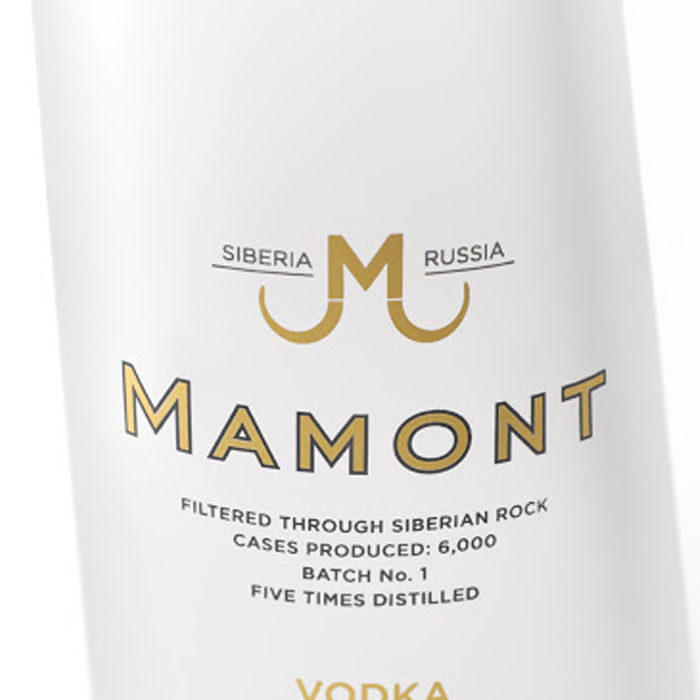 SIBERIA M RUSSIA
MAMONT
FILTERED THROUGH SIBERIAN ROCK
CASES PRODUCED: 6,000
BATCH No. 1
FIVE TIMES DISTILLED
VODKA